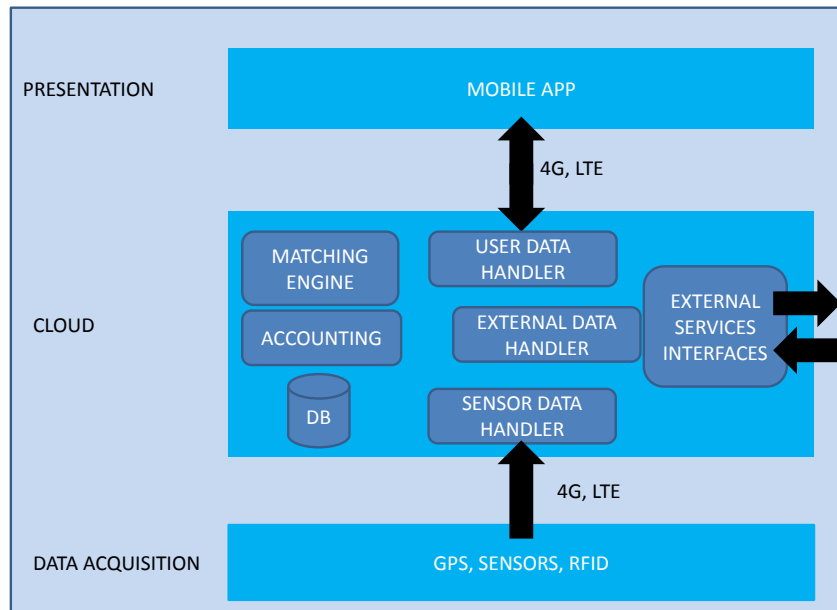 PRESENTATION
MOBILE APP
4G, LTE
CLOUD
MATCHING
ENGINE
ACCOUNTING
DB
USER DATA
HANDLER
EXTERNAL DATA
HANDLER
SENSOR DATA
HANDLER
EXTERNAL
SERVICES
INTERFACES
4G, LTE
DATA ACQUISITION
GPS, SENSORS, RFID